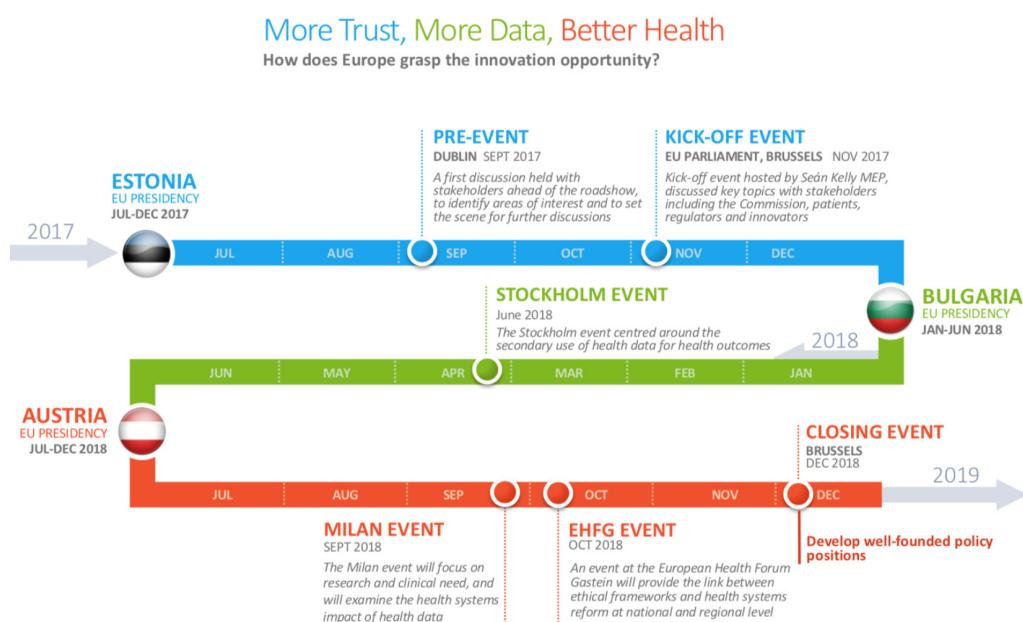 More Trust, More Data, Better Health
How does Europe grasp the innovation opportunity?
PRE-EVENT
DUBLIN SEPT 2017
A first discussion held with
stakeholders ahead of the roadshow,
to identify areas of interest and to set
the scene for further discussions
KICK-OFF EVENT
EU PARLIAMENT, BRUSSELS NOV 2017
Kick-off event hosted by Seán Kelly MEP,
discussed key topics with stakeholders
including the Commission, patients,
regulators and innovators
ESTONIA
EU PRESIDENCY
JUL-DEC 2017
2017
JUL AUG SEP OCT NOV DEC
STOCKHOLM EVENT
June 2018
The Stockholm event centred around the
secondary use of health data for health outcomes
BULGARIA
EU PRESIDENCY
JAN-JUN 2018
2018
JUN MAY APR MAR FEB JAN
AUSTRIA
EU PRESIDENCY
JUL-DEC 2018
CLOSING EVENT
BRUSSELS
DEC 2018
2019
JUL AUG SEP OCT NOV DEC
MILAN EVENT
SEPT 2018
The Milan event will focus on
research and clinical need, and
will examine the health systems
impact of health data
EHFG EVENT
OCT 2018
An event at the European Health Forum
Gastein will provide the link between
ethical frameworks and health systems
reform at national and regional level
Develop well-founded policy
positions